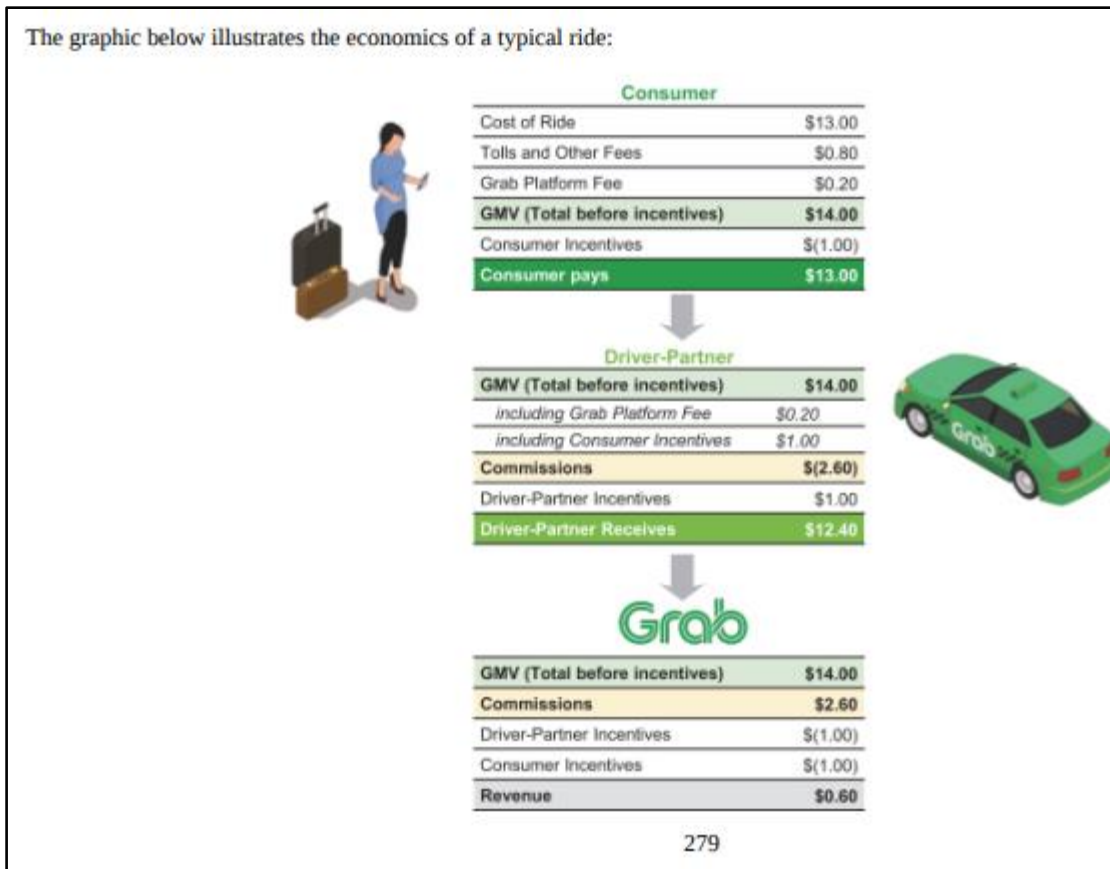 The graphic below illustrates the economics of a typical ride:
Consumer
Cost of Ride $13.00
Tolls and Other Fees $0.80
Grab Platform Fee $0.20
GMV (Total before incentives) $14.00
Consumer Incentives $(1.00)
Consumer pays $13.00
Driver-Partner
GMV (Total before incentives) $14.00
including Grab Platform Fee $0.20
including Consumer Incentives $1.00
Commissions $(2.60)
Driver-Partner Incentives $1.00
Driver-Partner Receives $12.40
Grab
Grab
GMV (Total before incentives) $14.00
Commissions $2.60
Driver-Partner Incentives $(1.00)
Consumer Incentives $(1.00)
Revenue $0.60
279